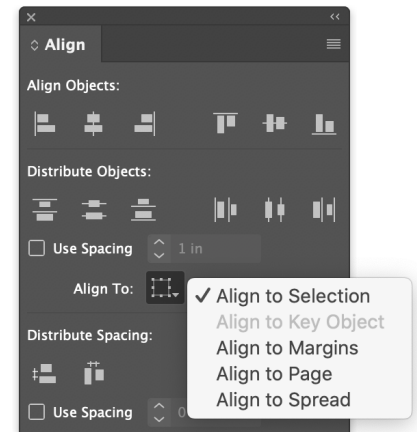 Align
Align Objects:
Distribute Objects:
Use Spacing 1 in
Align To:
Align to Selection
Align to Key Object
Align to Margins
Align to Page
Align to Spread
Distribute Spacing:
Use Spacing 0